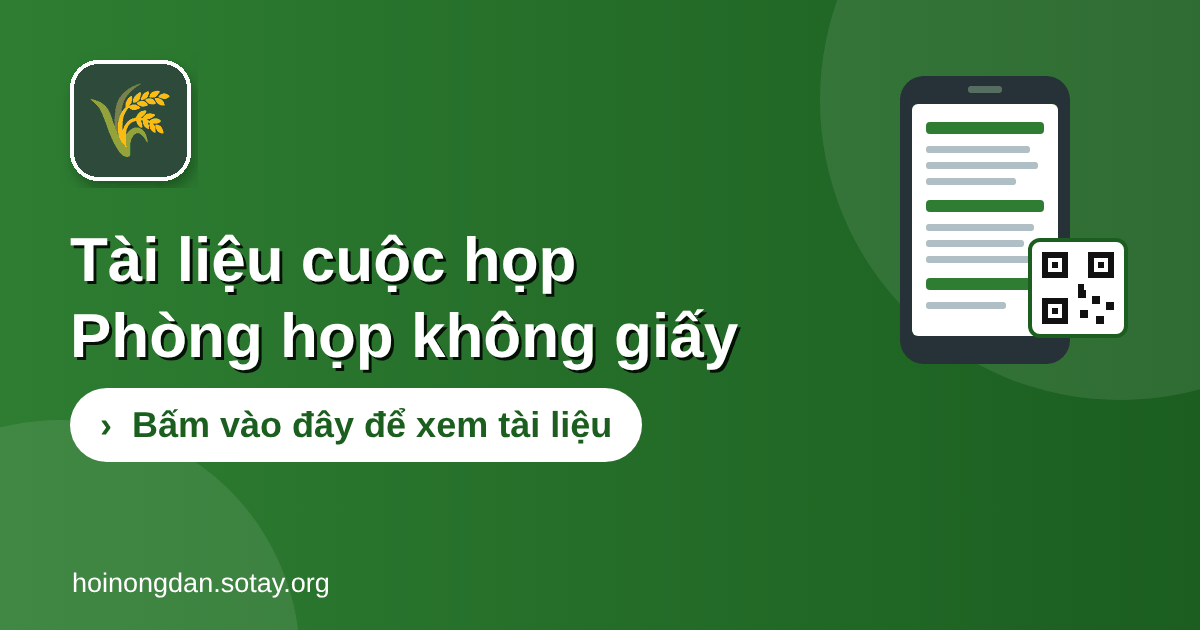 Tài liệu cuộc họp
Phòng họp không giấy
› Bấm vào đây để xem tài liệu
hoinongdan.sotay.org